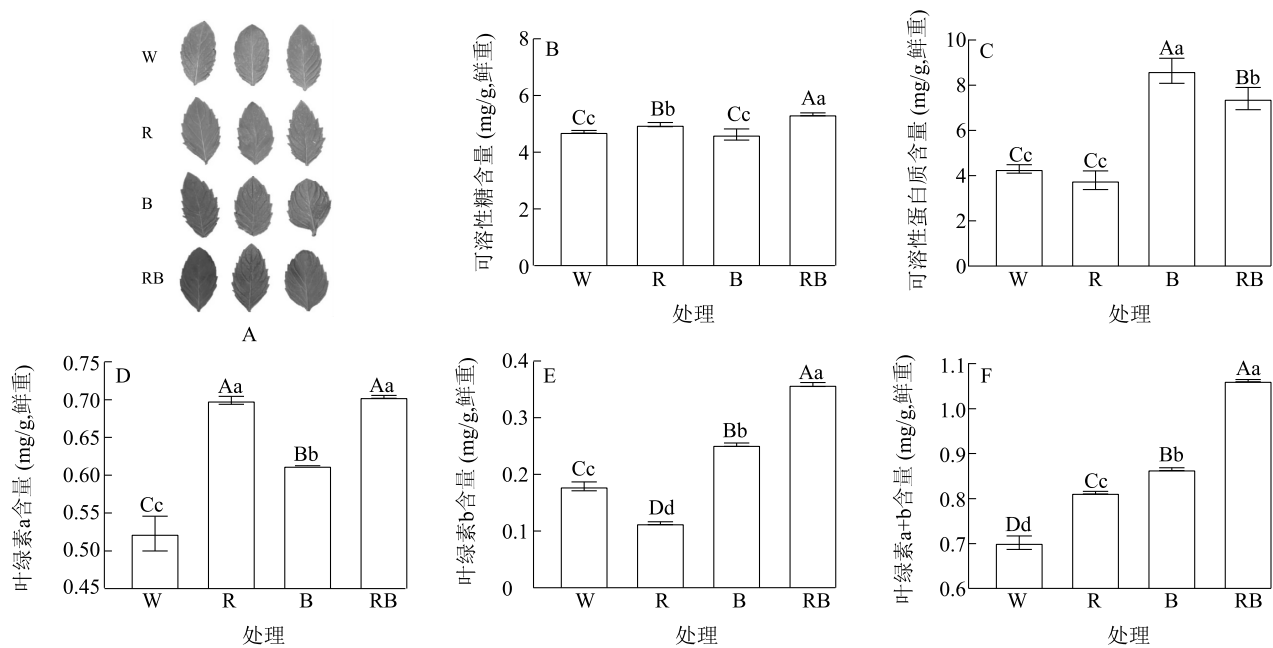 W
R
B
RB
A
B
可溶性糖含量 (mg/g,鲜重)
8
6
4
2
0
Cc
Bb
Cc
Aa
W
R
B
RB
处理
C
可溶性蛋白质含量 (mg/g,鲜重)
10
8
6
4
2
0
Cc
Cc
Aa
Bb
W
R
B
RB
处理
D
叶绿素a含量 (mg/g,鲜重)
0.75
0.70
0.65
0.60
0.55
0.50
0.45
Cc
Aa
Bb
Aa
W
R
B
RB
处理
E
叶绿素b含量 (mg/g,鲜重)
0.4
0.3
0.2
0.1
0
Cc
Dd
Bb
Aa
W
R
B
RB
处理
F
叶绿素a+b含量 (mg/g,鲜重)
1.1
1.0
0.9
0.8
0.7
0.6
Dd
Cc
Bb
Aa
W
R
B
RB
处理